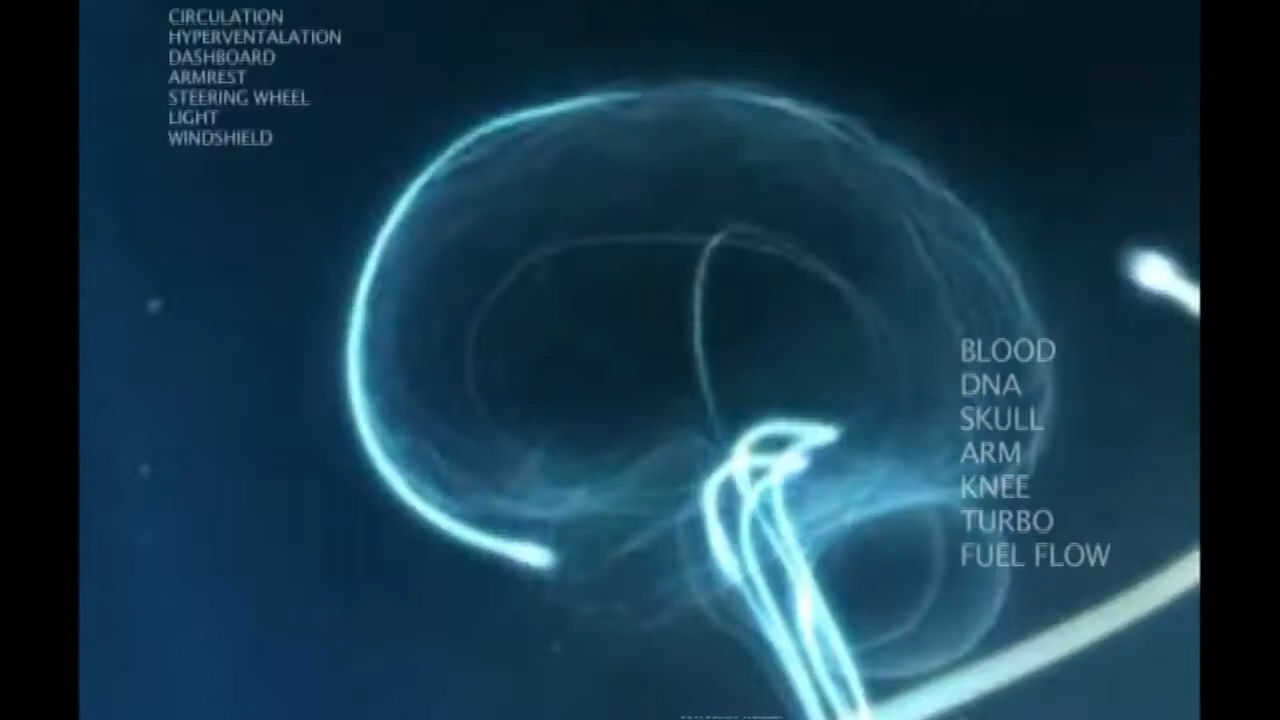 CIRCULATION
HYPERVENTALATION
DASHBOARD
ARMREST
STEERING WHEEL
LIGHT
WINDSHIELD
BLOOD
DNA
SKULL
ARM
KNEE
TURBO
FUEL FLOW